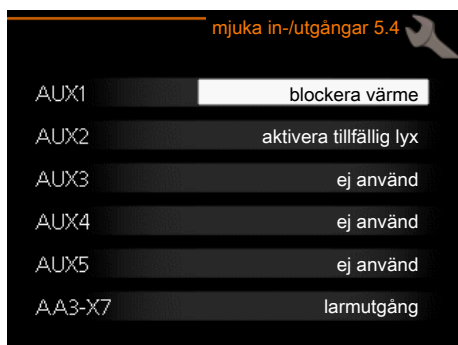 mjuka in-/utgångar 5.4
AUX1 blockera värme
AUX2 aktivera tillfällig lyx
AUX3 ej använd
AUX4 ej använd
AUX5 ej använd
AA3-X7 larmutgång